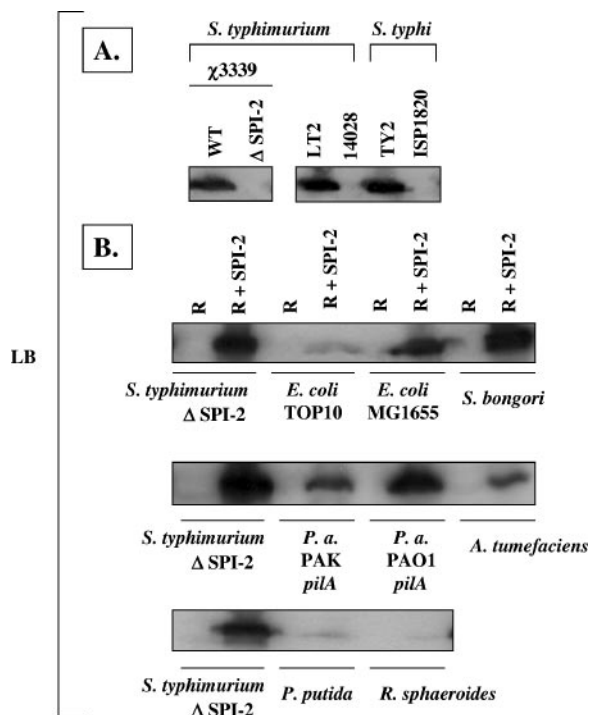 A.
S. typhimurium S. typhi
χ3339
WT Δ SPI-2 LT2 14028 TY2 ISP1820
B.
R R + SPI-2 R R + SPI-2 R R + SPI-2 R R + SPI-2
LB
S. typhimurium E. coli E. coli S. bongori
Δ SPI-2 TOP10 MG1655
S. typhimurium P. a. P. a. A. tumefaciens
Δ SPI-2 PAK PAO1
pilA pilA
S. typhimurium P. putida R. sphaeroides
Δ SPI-2